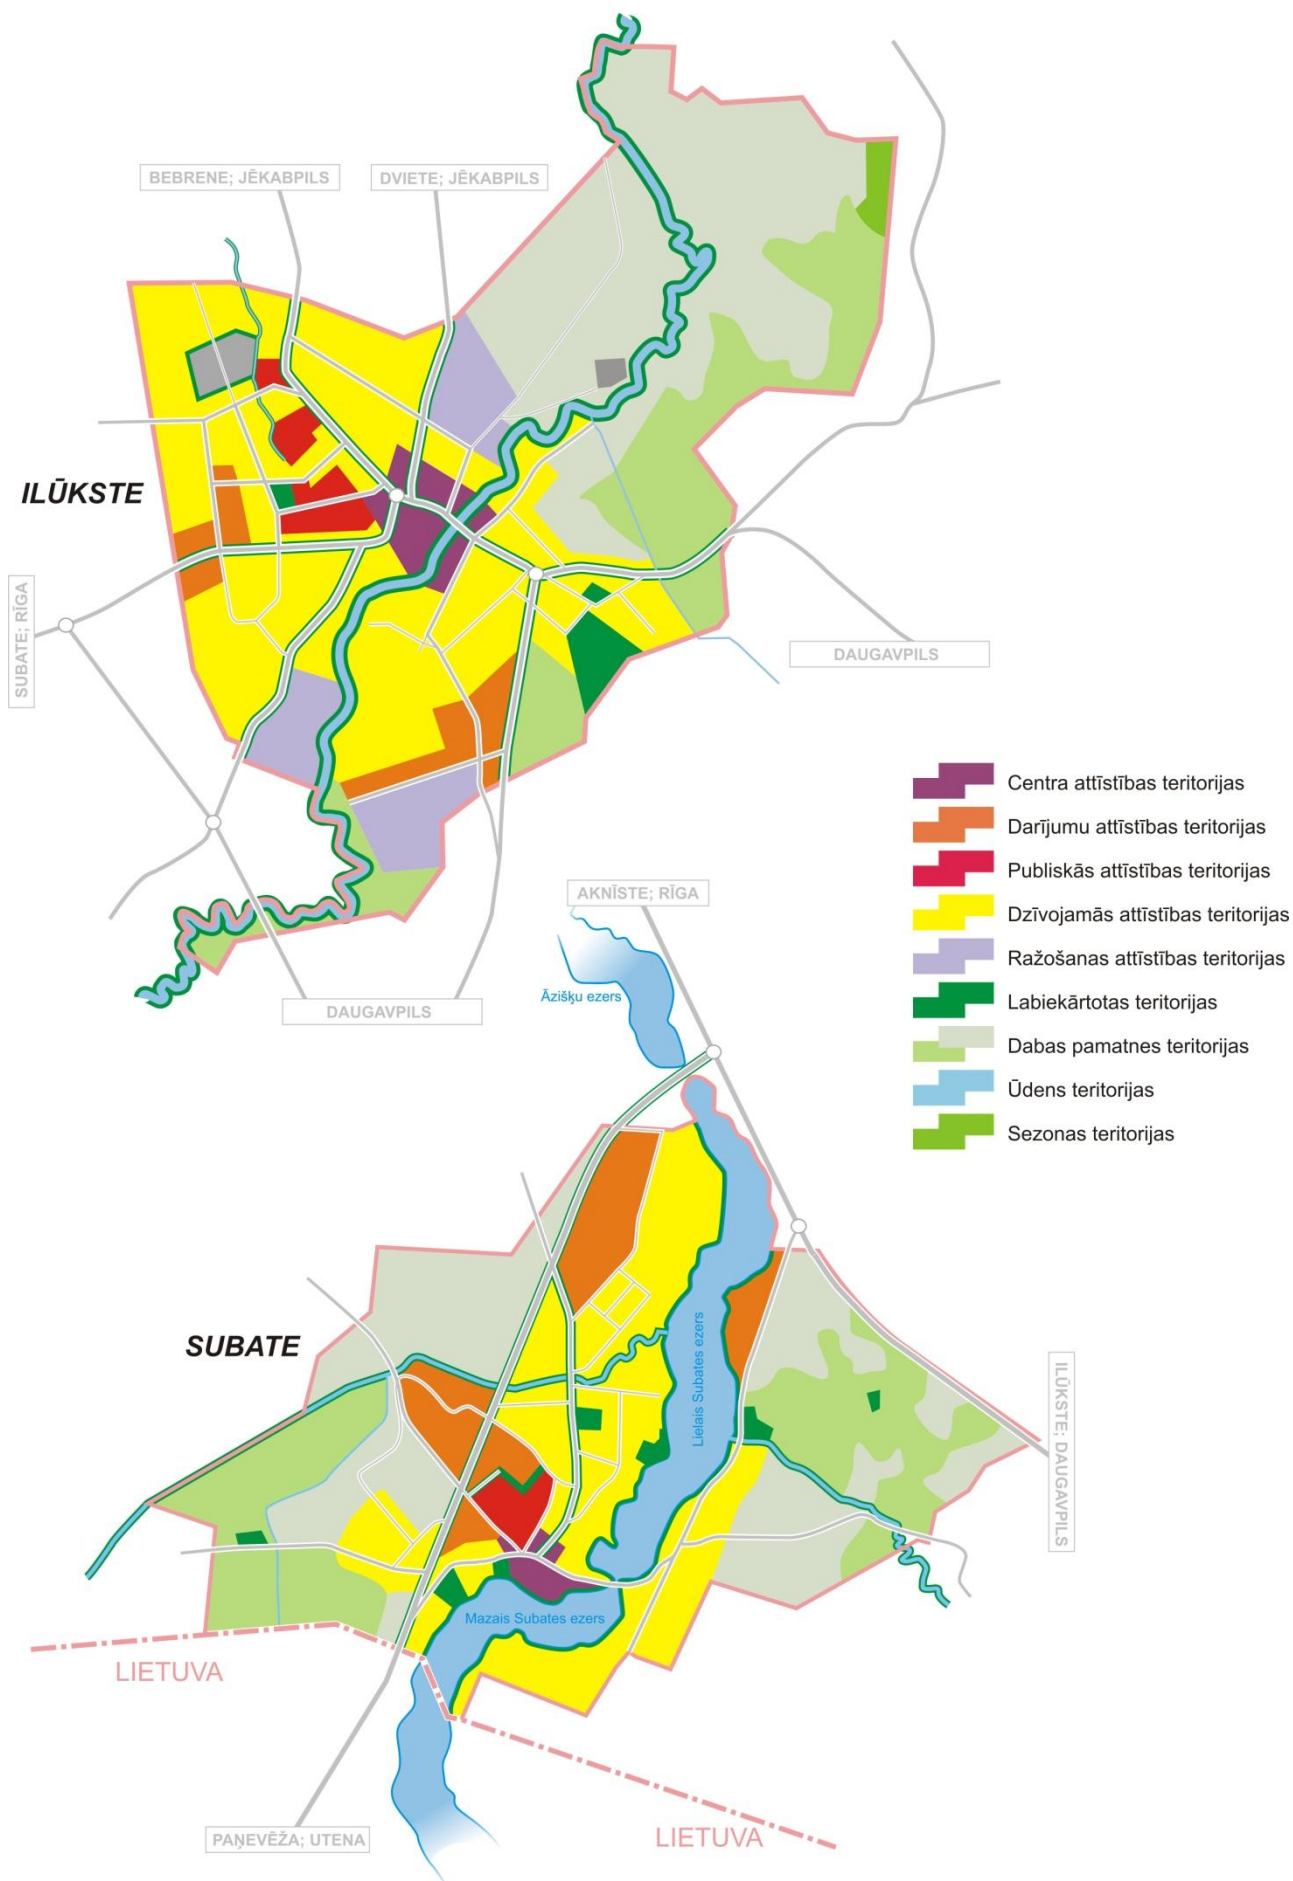 BEBRENE; JĒKABPILS
DVIETE; JĒKABPILS
ILŪKSTE
SUBATE; RĪGA
DAUGAVPILS
Centra attīstības teritorijas
Darījumu attīstības teritorijas
Publiskās attīstības teritorijas
Dzīvojamās attīstības teritorijas
Ražošanas attīstības teritorijas
Labiekārtotas teritorijas
Dabas pamatnes teritorijas
Ūdens teritorijas
Sezonas teritorijas
AKNĪSTE; RĪGA
Āzišķu ezers
DAUGAVPILS
SUBATE
Lielais Subates ezers
ILŪKSTE; DAUGAVPILS
Mazais Subates ezers
LIETUVA
PAŅEVĒŽA; UTENA
LIETUVA